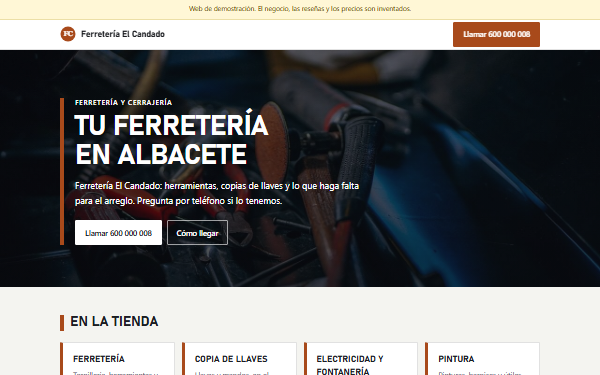 Web de demostración. El negocio, las reseñas y los precios son inventados.
FC
Ferretería El Candado
Llamar 600 000 008
FERRETERÍA Y CERRAJERÍA
TU FERRETERÍA
EN ALBACETE
Ferretería El Candado: herramientas, copias de llaves y lo que haga falta
para el arreglo. Pregunta por teléfono si lo tenemos.
Llamar 600 000 008
Cómo llegar
EN LA TIENDA
FERRETERÍA
COPIA DE LLAVES
ELECTRICIDAD Y
FONTANERÍA
PINTURA